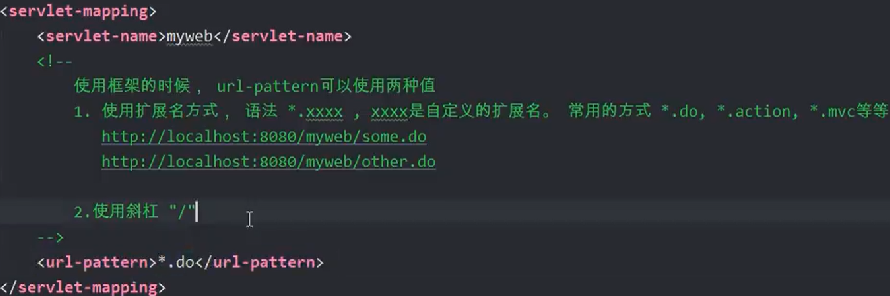 <servlet-mapping>
<servlet-name>myweb</servlet-name>
<!--
使用框架的时候， url-pattern可以使用两种值
1. 使用扩展名方式， 语法 *.xxxx ，xxxx是自定义的扩展名。 常用的方式 *.do, *.action, *.mvc等等
http://localhost:8080/myweb/some.do
http://localhost:8080/myweb/other.do
2.使用斜杠 "/"
-->
<url-pattern>*.do</url-pattern>
</servlet-mapping>